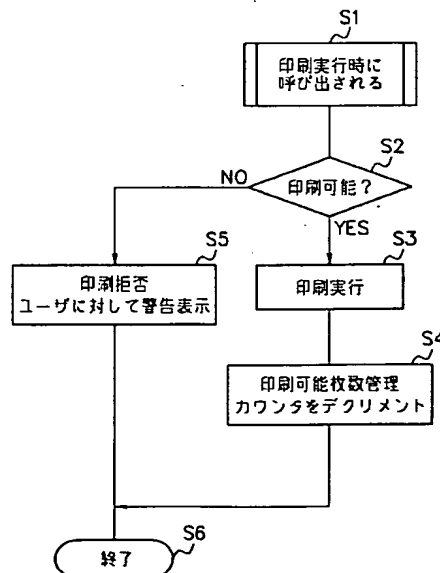 S1
印刷実行時に
呼び出される
S2
印刷可能？
NO
YES
S5
印刷拒否
ユーザに対して警告表示
S3
印刷実行
S4
印刷可能枚数管理
カウンタをデクリメント
S6
終了